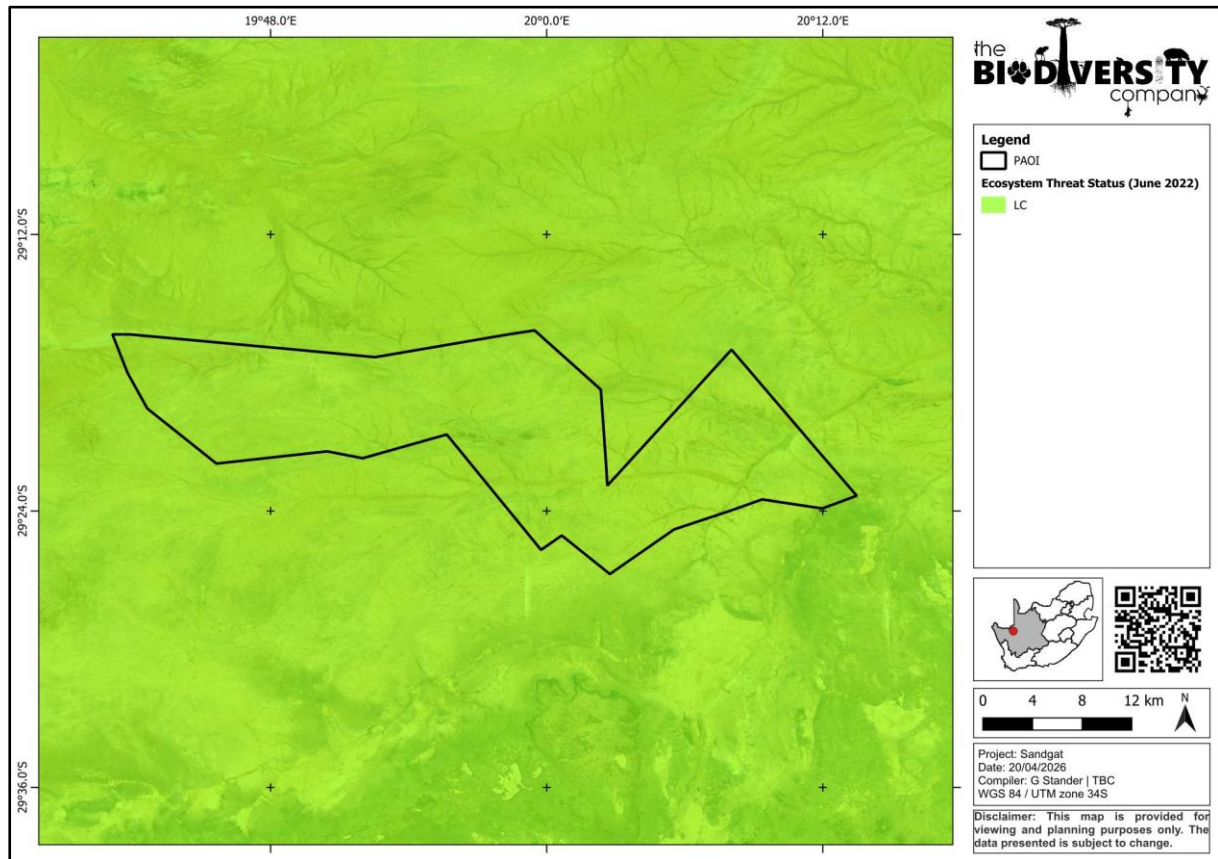 19°48.0'E 20°0.0'E 20°12.0'E
29°12.0'S
29°24.0'S
29°36.0'S
the
BIODIVERSITY
company
Legend
PAOI
Ecosystem Threat Status (June 2022)
LC
0 4 8 12 km
N
Project: Sandgat
Date: 20/04/2026
Compiler: G Stander | TBC
WGS 84 / UTM zone 34S
Disclaimer: This map is provided for
viewing and planning purposes only. The
data presented is subject to change.